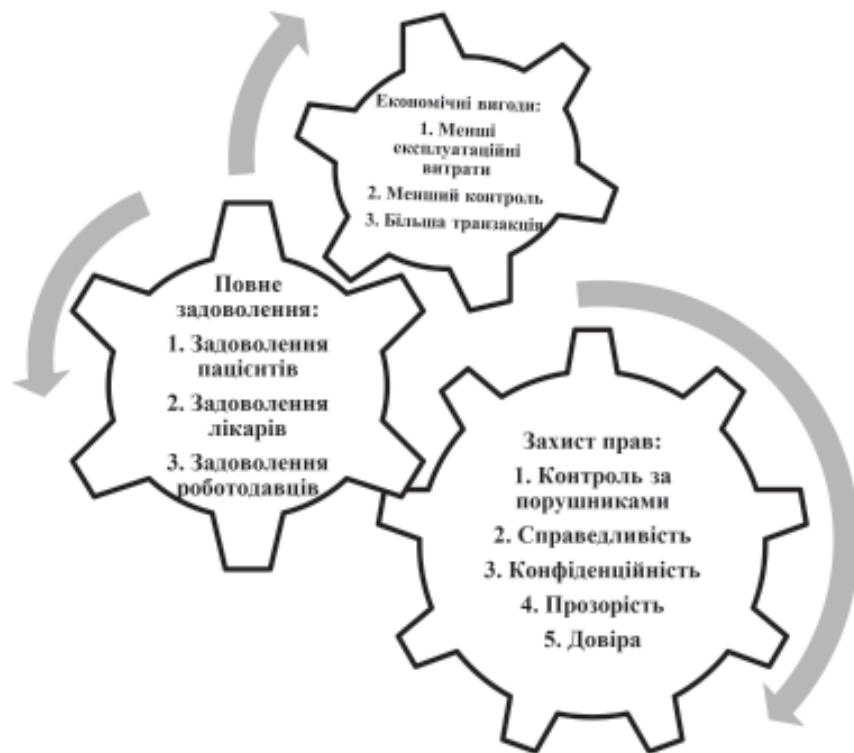 Економічні вигоди:
1. Менші
експлуатаційні
витрати
2. Менший контроль
3. Більша транзакція
Повне
задоволення:
1. Задоволення
пацієнтів
2. Задоволення
лікарів
3. Задоволення
роботодавців
Захист прав:
1. Контроль за
порушниками
2. Справедливість
3. Конфіденційність
4. Прозорість
5. Довіра